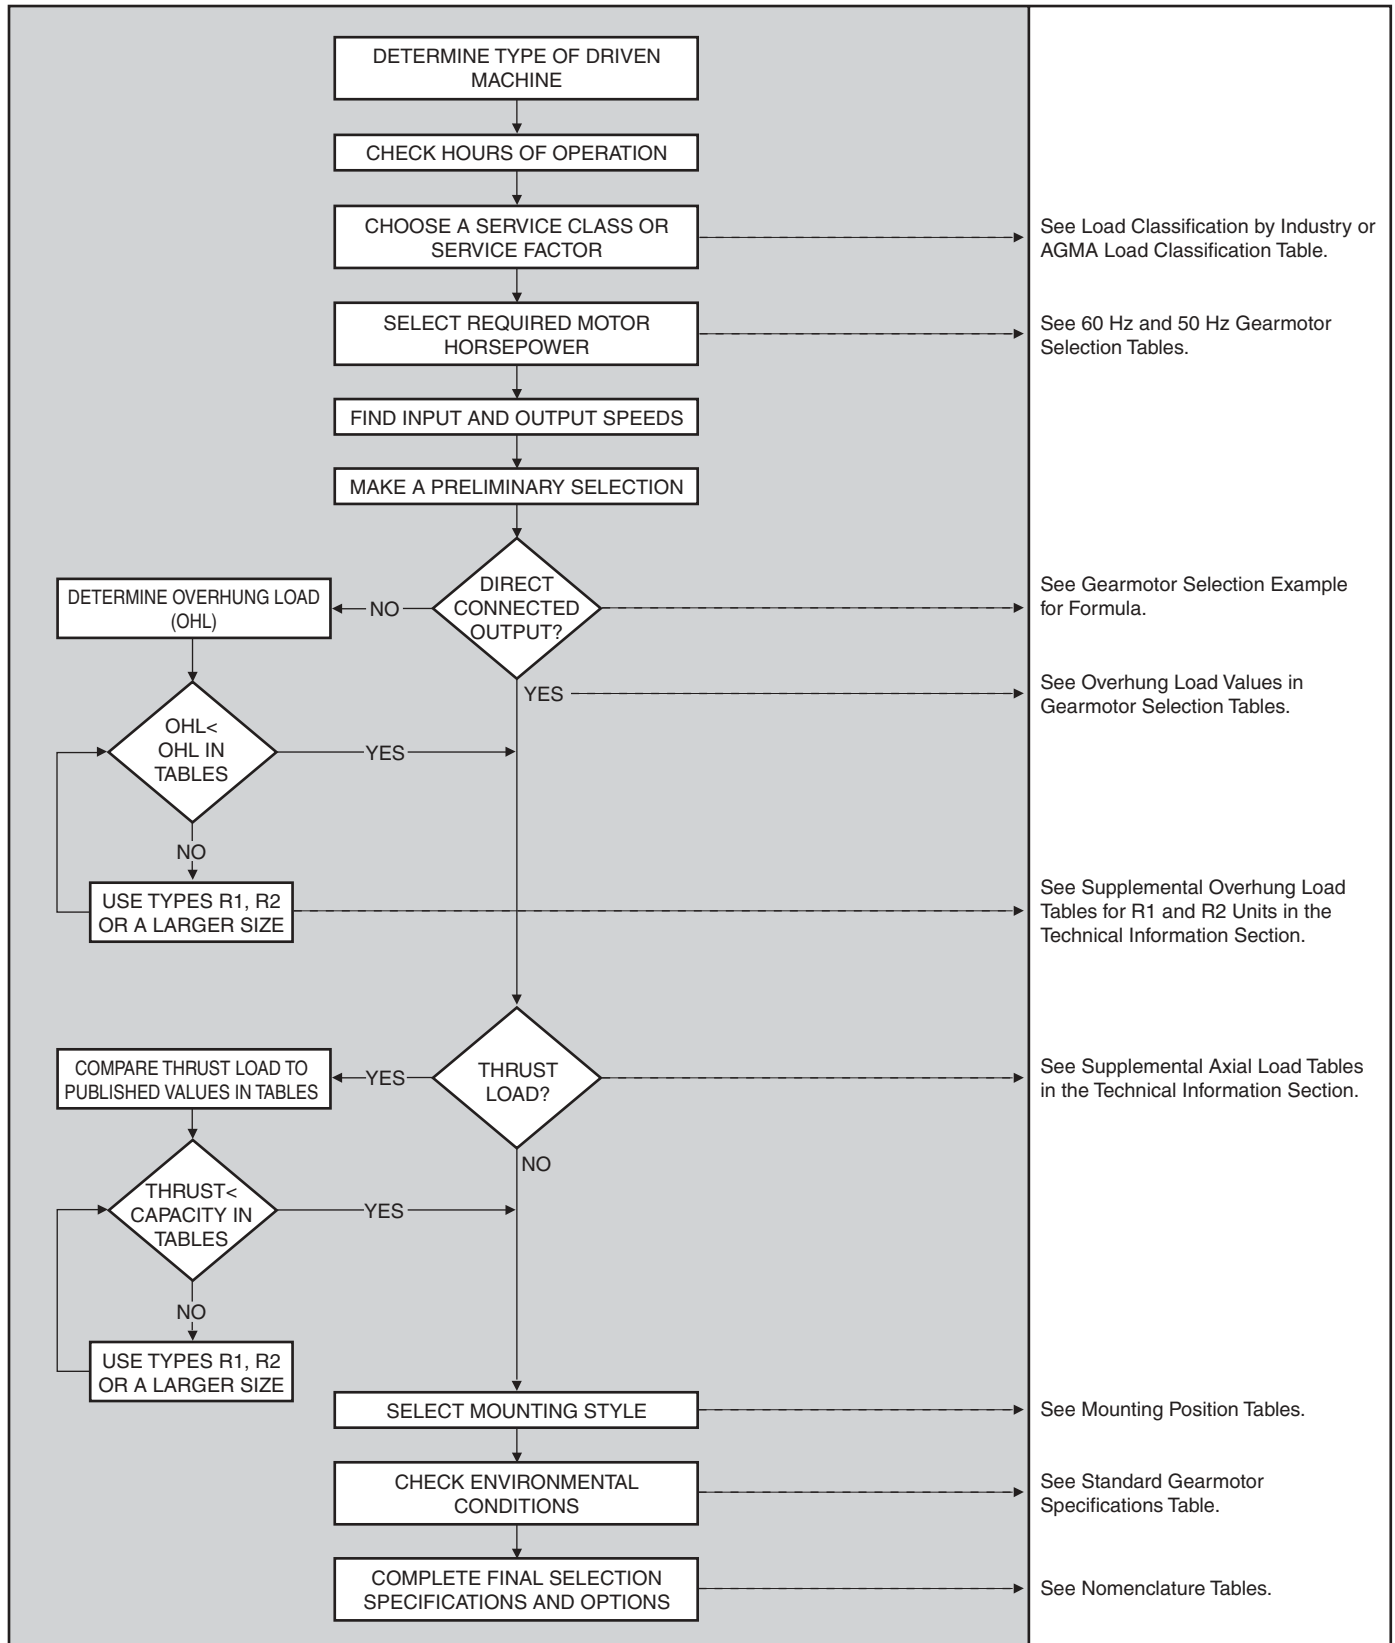 DETERMINE TYPE OF DRIVEN
MACHINE
CHECK HOURS OF OPERATION
CHOOSE A SERVICE CLASS OR
SERVICE FACTOR
See Load Classification by Industry or
AGMA Load Classification Table.
SELECT REQUIRED MOTOR
HORSEPOWER
See 60 Hz and 50 Hz Gearmotor
Selection Tables.
FIND INPUT AND OUTPUT SPEEDS
MAKE A PRELIMINARY SELECTION
DIRECT
CONNECTED
OUTPUT?
See Gearmotor Selection Example
for Formula.
NO
DETERMINE OVERHUNG LOAD
(OHL)
YES
See Overhung Load Values in
Gearmotor Selection Tables.
OHL<
OHL IN
TABLES
YES
NO
USE TYPES R1, R2
OR A LARGER SIZE
See Supplemental Overhung Load
Tables for R1 and R2 Units in the
Technical Information Section.
THRUST
LOAD?
See Supplemental Axial Load Tables
in the Technical Information Section.
YES
COMPARE THRUST LOAD TO
PUBLISHED VALUES IN TABLES
NO
THRUST<
CAPACITY IN
TABLES
YES
NO
USE TYPES R1, R2
OR A LARGER SIZE
SELECT MOUNTING STYLE
See Mounting Position Tables.
CHECK ENVIRONMENTAL
CONDITIONS
See Standard Gearmotor
Specifications Table.
COMPLETE FINAL SELECTION
SPECIFICATIONS AND OPTIONS
See Nomenclature Tables.